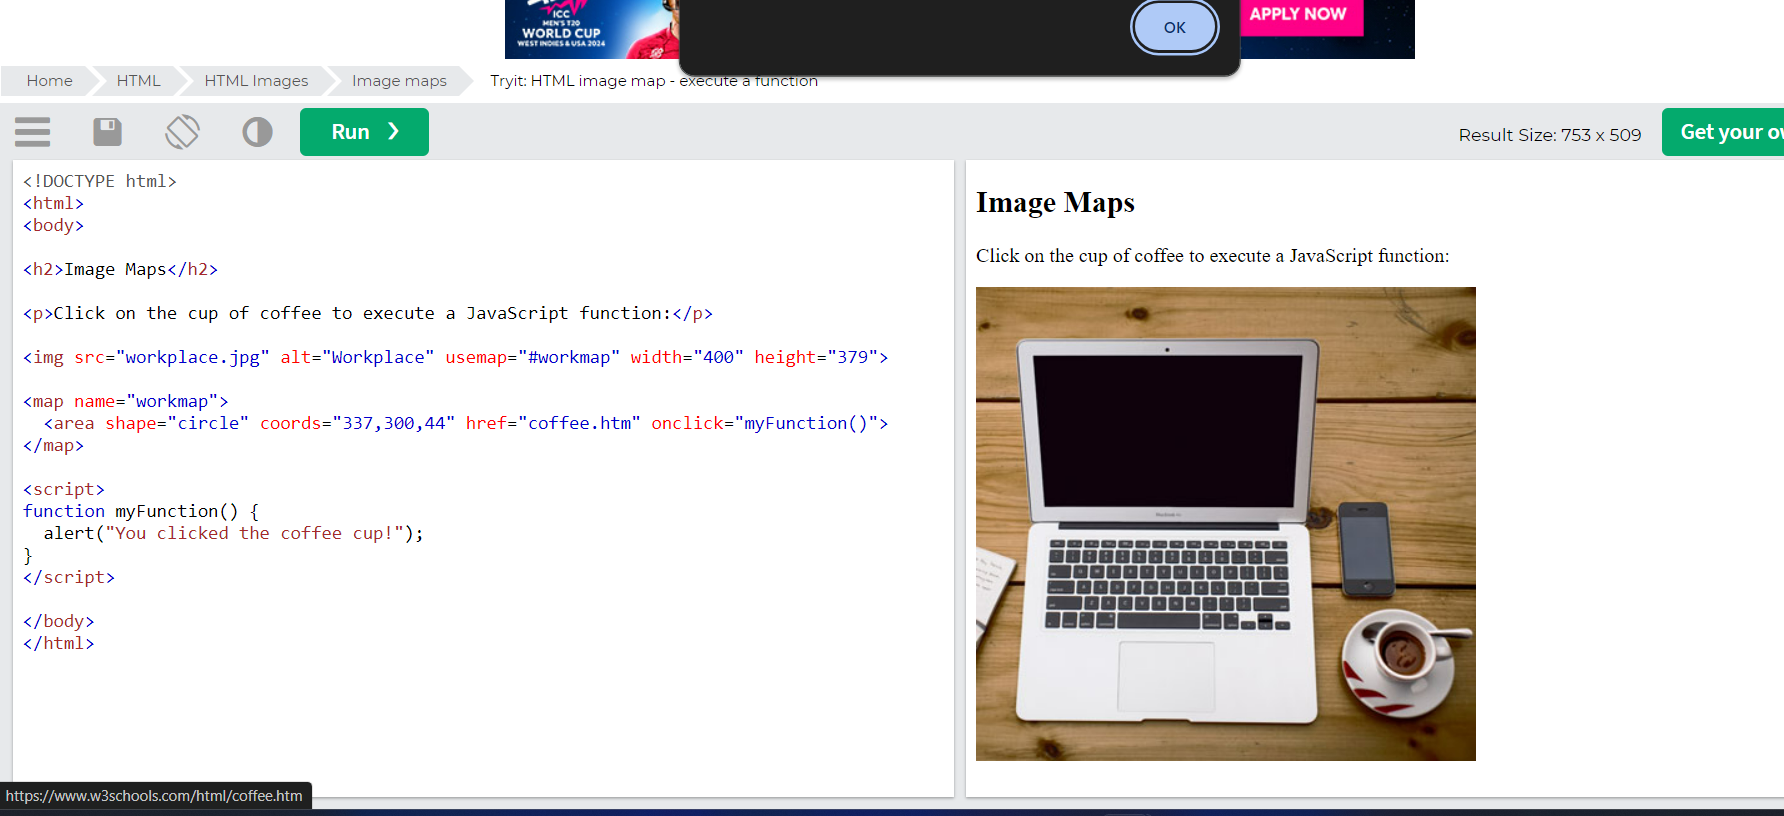 ICC
MEN'S T20
WORLD CUP
WEST INDIES & USA 2024
OK
APPLY NOW
Home
HTML
HTML Images
Image maps
Tryit: HTML image map - execute a function
Run ❯
Result Size: 753 x 509
Get your ow
<!DOCTYPE html>
<html>
<body>
<h2>Image Maps</h2>
<p>Click on the cup of coffee to execute a JavaScript function:</p>
<img src="workplace.jpg" alt="Workplace" usemap="#workmap" width="400" height="379">
<map name="workmap">
  <area shape="circle" coords="337,300,44" href="coffee.htm" onclick="myFunction()">
</map>
<script>
function myFunction() {
  alert("You clicked the coffee cup!");
}
</script>
</body>
</html>
Image Maps
Click on the cup of coffee to execute a JavaScript function:
https://www.w3schools.com/html/coffee.htm